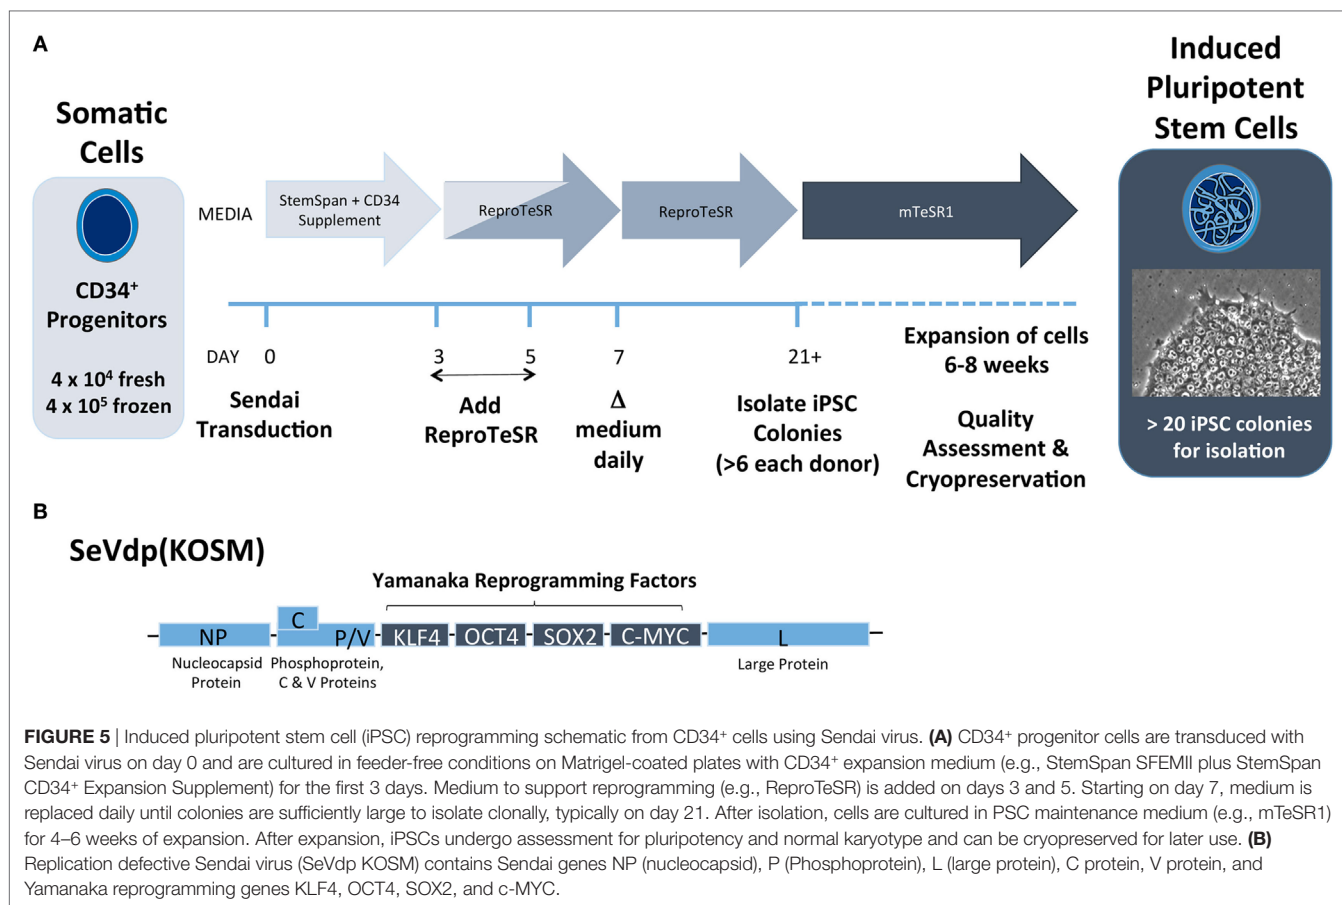 A
Somatic
Cells
CD34⁺
Progenitors
4 x 10⁴ fresh
4 x 10⁵ frozen
MEDIA
StemSpan + CD34
Supplement
ReproTeSR
ReproTeSR
mTeSR1
DAY
0
3
5
7
21+
Sendai
Transduction
Add
ReproTeSR
Δ
medium
daily
Isolate iPSC
Colonies
(>6 each donor)
Expansion of cells
6-8 weeks
Quality
Assessment &
Cryopreservation
Induced
Pluripotent
Stem Cells
> 20 iPSC colonies
for isolation
B
SeVdp(KOSM)
Yamanaka Reprogramming Factors
NP
C
P/V
KLF4
OCT4
SOX2
C-MYC
L
Nucleocapsid
Protein
Phosphoprotein,
C & V Proteins
Large Protein
FIGURE 5 | Induced pluripotent stem cell (iPSC) reprogramming schematic from CD34⁺ cells using Sendai virus. (A) CD34⁺ progenitor cells are transduced with
Sendai virus on day 0 and are cultured in feeder-free conditions on Matrigel-coated plates with CD34⁺ expansion medium (e.g., StemSpan SFEMII plus StemSpan
CD34⁺ Expansion Supplement) for the first 3 days. Medium to support reprogramming (e.g., ReproTeSR) is added on days 3 and 5. Starting on day 7, medium is
replaced daily until colonies are sufficiently large to isolate clonally, typically on day 21. After isolation, cells are cultured in PSC maintenance medium (e.g., mTeSR1)
for 4–6 weeks of expansion. After expansion, iPSCs undergo assessment for pluripotency and normal karyotype and can be cryopreserved for later use. (B)
Replication defective Sendai virus (SeVdp KOSM) contains Sendai genes NP (nucleocapsid), P (Phosphoprotein), L (large protein), C protein, V protein, and
Yamanaka reprogramming genes KLF4, OCT4, SOX2, and c-MYC.